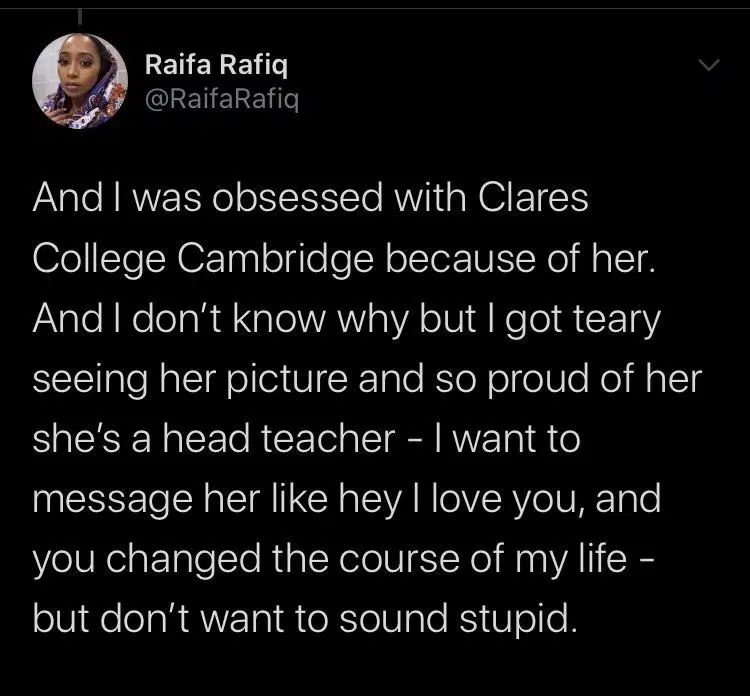 Raifa Rafiq
@RaifaRafiq
And I was obsessed with Clares
College Cambridge because of her.
And I don’t know why but I got teary
seeing her picture and so proud of her
she’s a head teacher - I want to
message her like hey I love you, and
you changed the course of my life -
but don’t want to sound stupid.